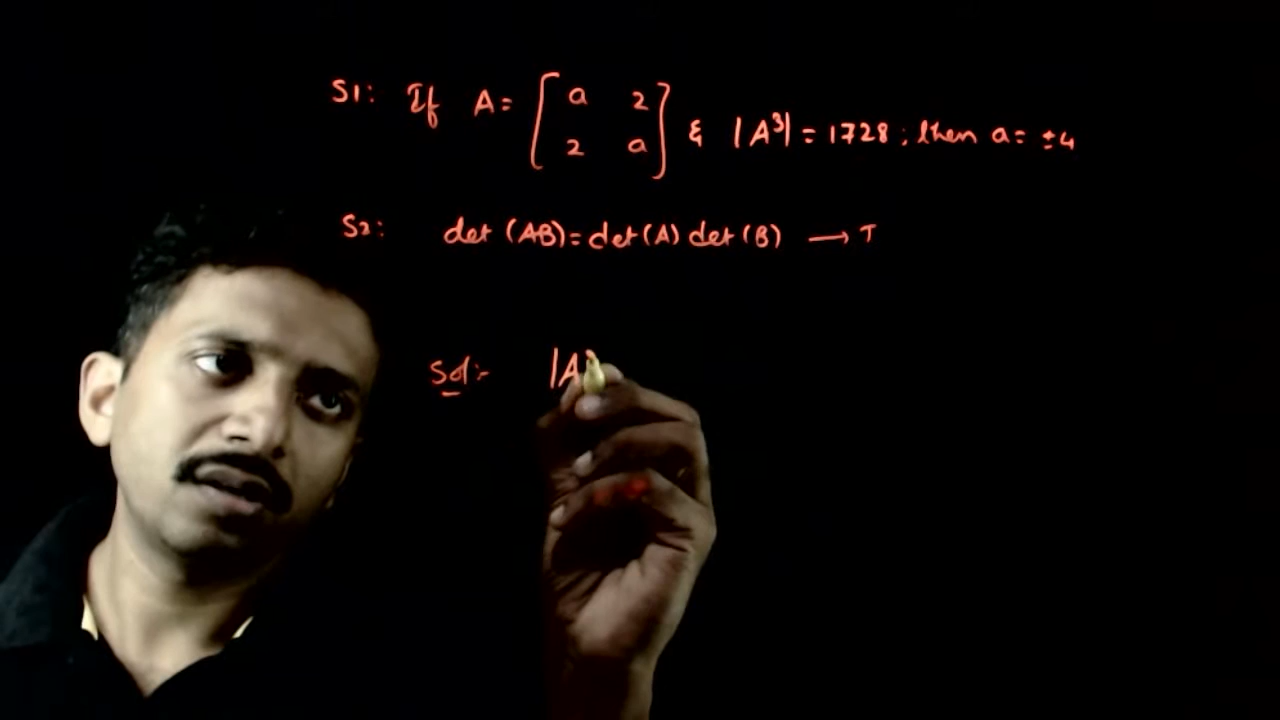 S1: If A= [ a 2 & |A³| = 1728 ; then a = ±4
2 a ]
S2: det (AB) = det (A) det (B) → T
Sol:- |A